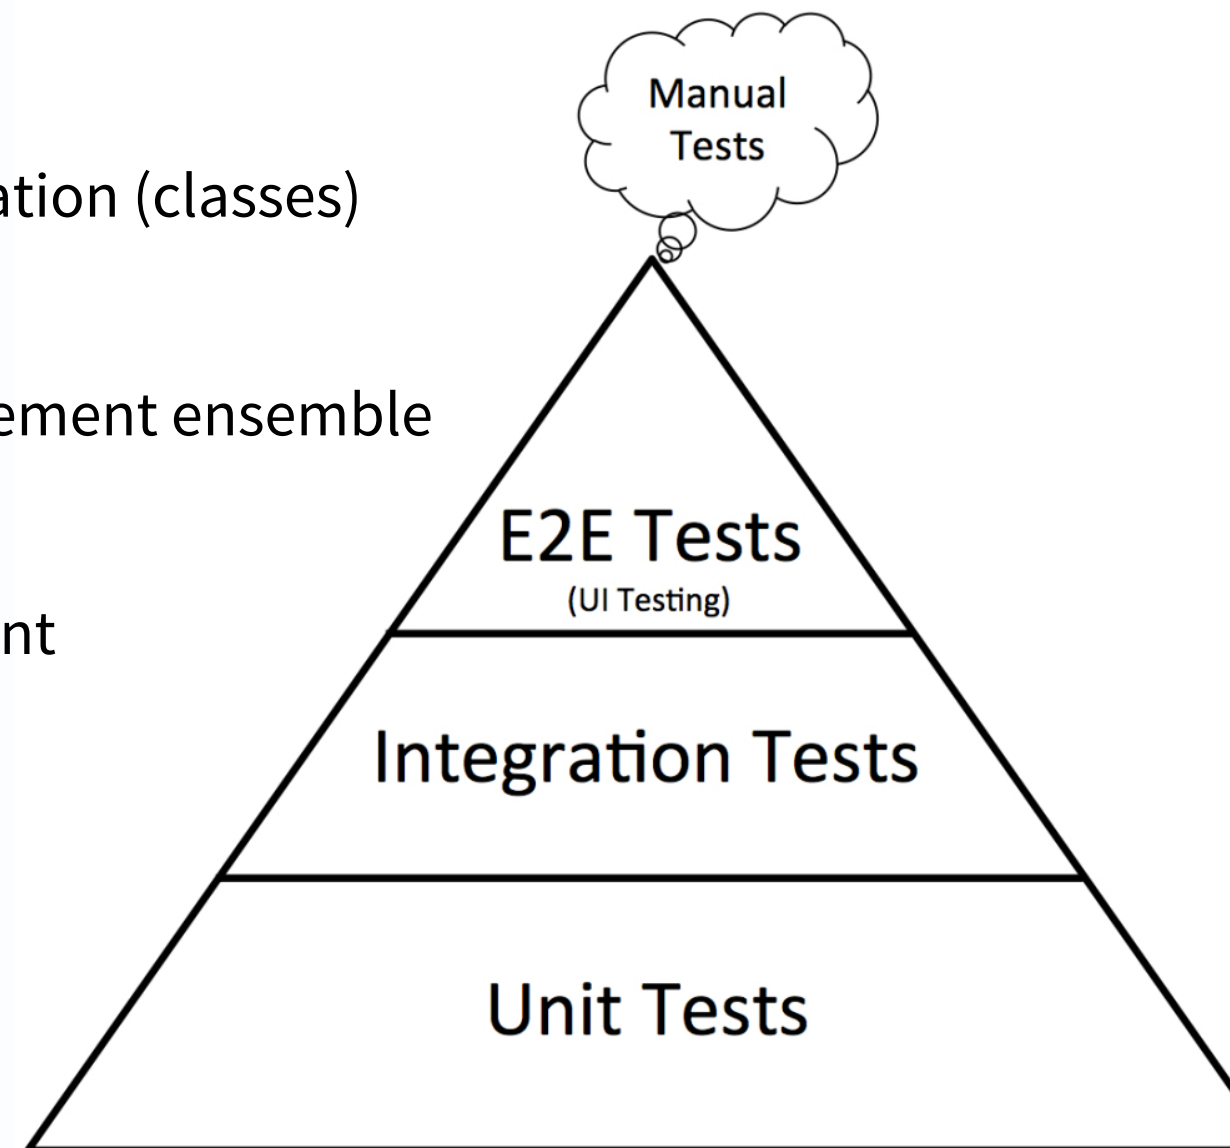 ation (classes)
ement ensemble
nt
Manual
Tests
E2E Tests
(UI Testing)
Integration Tests
Unit Tests